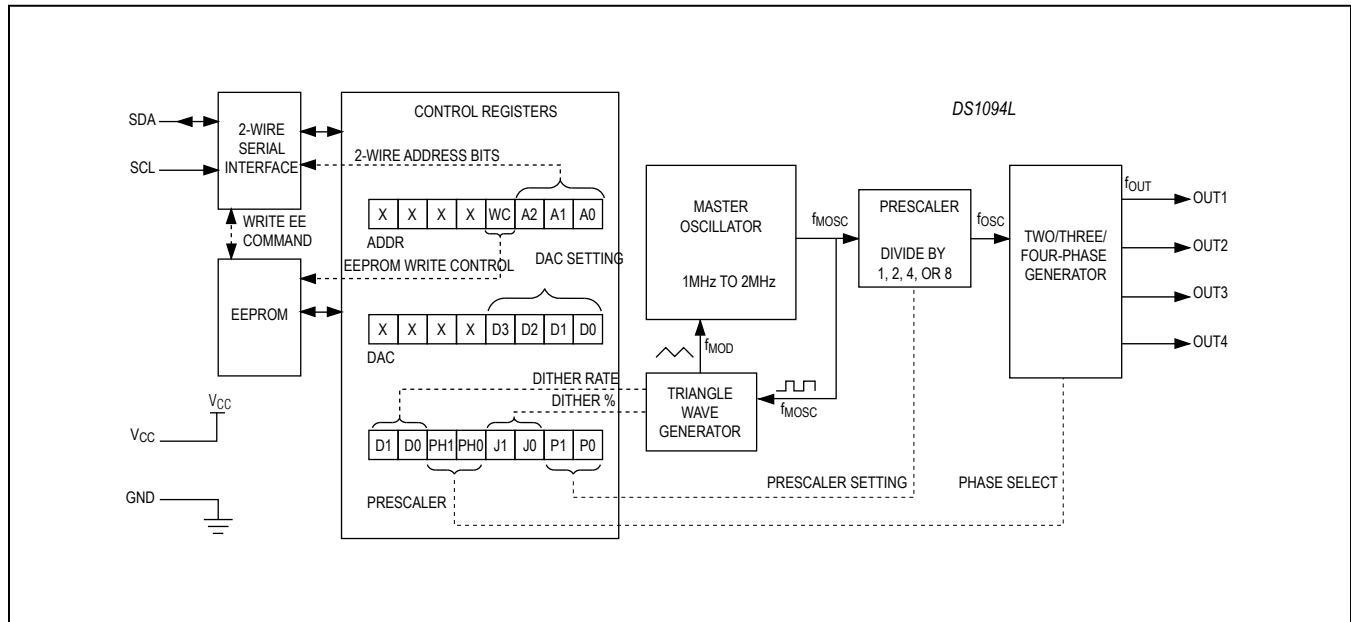 DS1094L
SDA
SCL
2-WIRE
SERIAL
INTERFACE
WRITE EE
COMMAND
EEPROM
VCC
VCC
GND
CONTROL REGISTERS
2-WIRE ADDRESS BITS
X X X X WC A2 A1 A0
ADDR
EEPROM WRITE CONTROL
DAC SETTING
X X X X D3 D2 D1 D0
DAC
DITHER RATE
DITHER %
D1 D0 PH1 PH0 J1 J0 P1 P0
PRESCALER
PRESCALER SETTING
PHASE SELECT
MASTER
OSCILLATOR
1MHz TO 2MHz
fMOD
TRIANGLE
WAVE
GENERATOR
fMOSC
fMOSC
PRESCALER
DIVIDE BY
1, 2, 4, OR 8
fOSC
TWO/THREE/
FOUR-PHASE
GENERATOR
fOUT
OUT1
OUT2
OUT3
OUT4